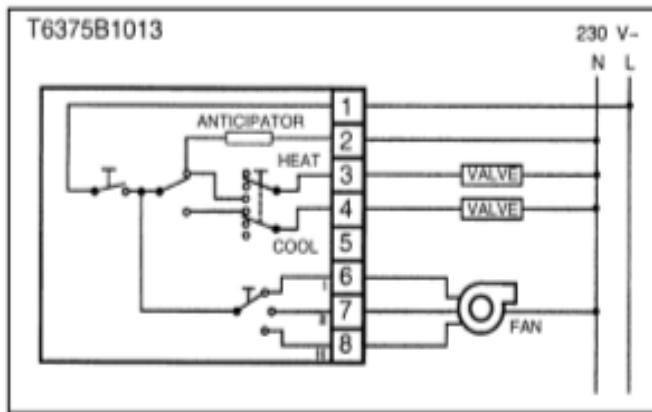 T6375B1013
230 V~
N L
1
ANTICIPATOR
2
HEAT
3
VALVE
4
VALVE
COOL
5
I
6
II
7
FAN
III
8